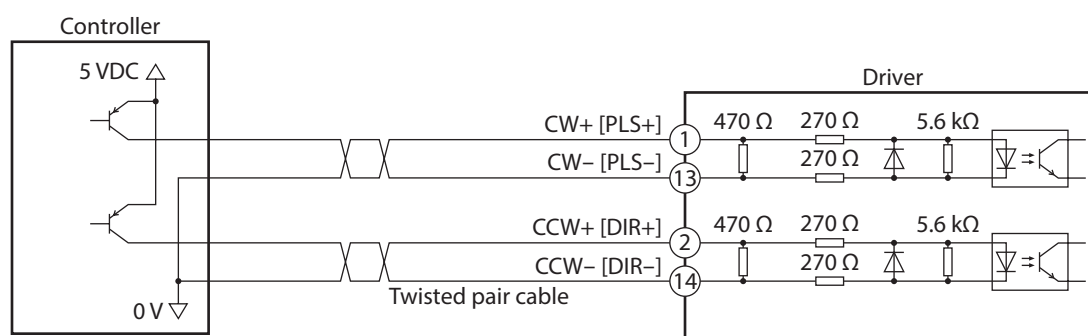 Controller
5 VDC
Driver
CW+ [PLS+]
1
470 Ω
270 Ω
5.6 kΩ
CW– [PLS–]
13
270 Ω
CCW+ [DIR+]
2
470 Ω
270 Ω
5.6 kΩ
CCW– [DIR–]
14
270 Ω
Twisted pair cable
0 V